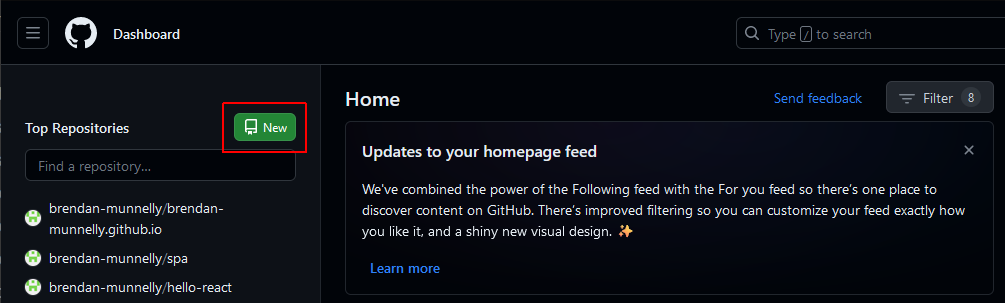 Dashboard
Type / to search
Top Repositories
New
Find a repository...
brendan-munnelly/brendan-
munnelly.github.io
brendan-munnelly/spa
brendan-munnelly/hello-react
Home
Send feedback
Filter 8
Updates to your homepage feed
We've combined the power of the Following feed with the For you feed so there's one place to
discover content on GitHub. There's improved filtering so you can customize your feed exactly how
you like it, and a shiny new visual design. ✨
Learn more